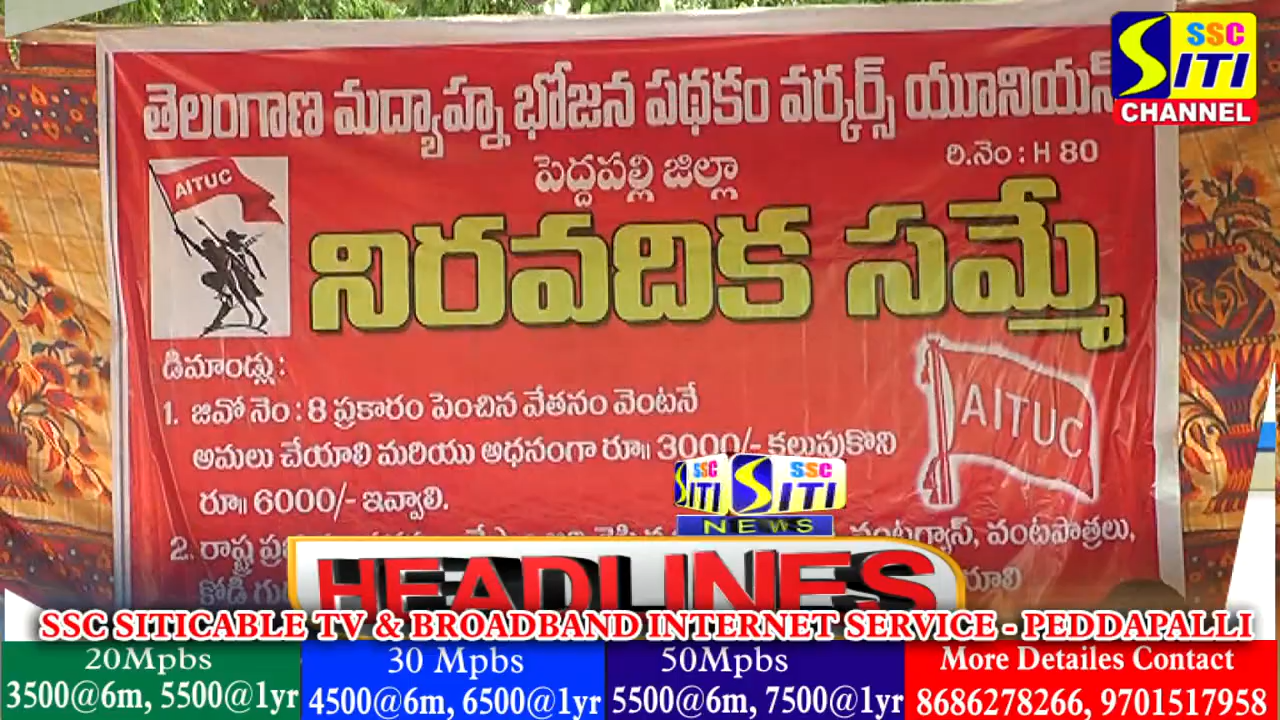 SSC
SITI
CHANNEL
తెలంగాణ మద్యాహ్న భోజన పథకం వర్కర్స్ యూనియన్
రి.నెం : H 80
పెద్దపల్లి జిల్లా
AITUC
నిరవదిక సమ్మే
డిమాండ్లు :
1. జివో నెం : 8 ప్రకారం పెంచిన వేతనం వెంటనే
అమలు చేయాలి మరియు అధనంగా రూ॥ 3000/- కలుపుకొని
రూ॥ 6000/- ఇవ్వాలి.
AITUC
2. రాష్ట్ర వంటగ్యాస్, వంటపాత్రలు,
కోడి
SSC SSC
SITI SITI
NEWS
HEADLINES
SSC SITICABLE TV & BROADBAND INTERNET SERVICE - PEDDAPALLI
20Mpbs 30 Mpbs 50Mpbs More Detailes Contact
3500@6m, 5500@1yr 4500@6m, 6500@1yr 5500@6m, 7500@1yr 8686278266, 9701517958